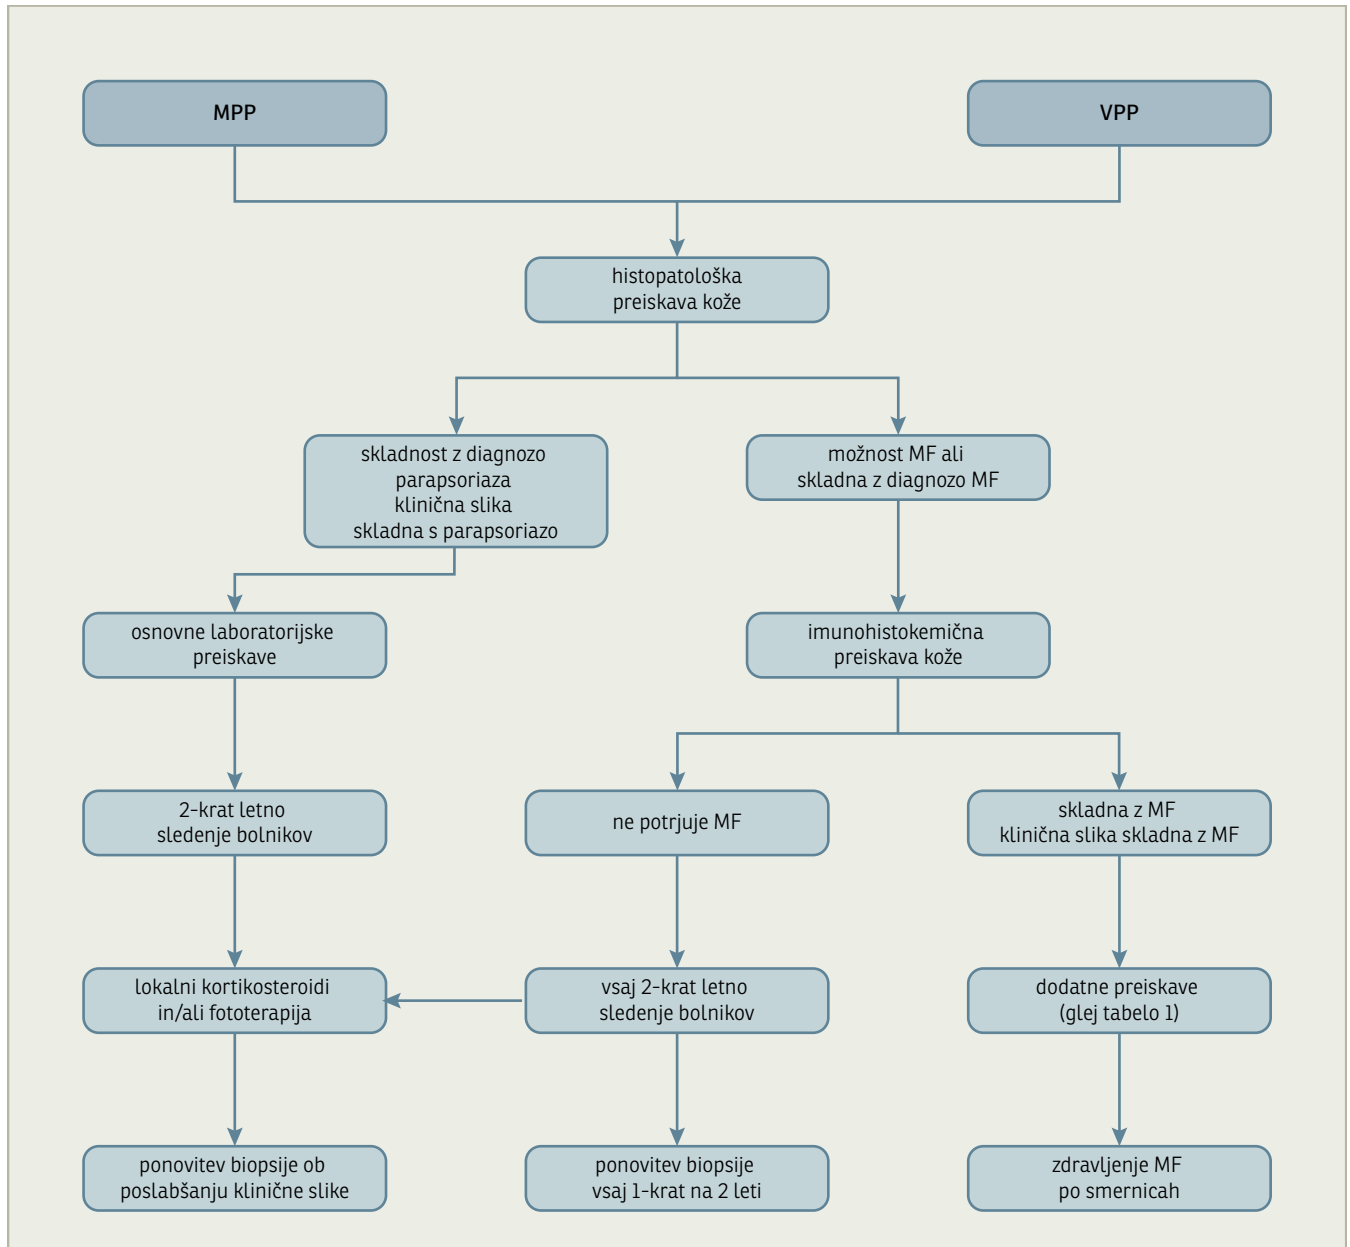 MPP
VPP
histopatološka
preiskava kože
skladnost z diagnozo
parapsoriaza
klinična slika
skladna s parapsoriazo
možnost MF ali
skladna z diagnozo MF
osnovne laboratorijske
preiskave
imunohistokemična
preiskava kože
2-krat letno
sledenje bolnikov
ne potrjuje MF
skladna z MF
klinična slika skladna z MF
lokalni kortikosteroidi
in/ali fototerapija
vsaj 2-krat letno
sledenje bolnikov
dodatne preiskave
(glej tabelo 1)
ponovitev biopsije ob
poslabšanju klinične slike
ponovitev biopsije
vsaj 1-krat na 2 leti
zdravljenje MF
po smernicah